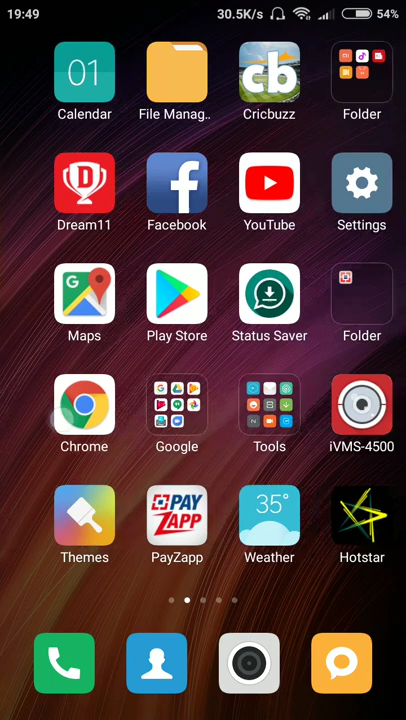 19:49 30.5K/s 54%
01
cb
Calendar File Manag.. Cricbuzz Folder
D
f
Dream11 Facebook YouTube Settings
G
Maps Play Store Status Saver Folder
Chrome Google Tools iVMS-4500
PAY
ZAPP
35°
Themes PayZapp Weather Hotstar